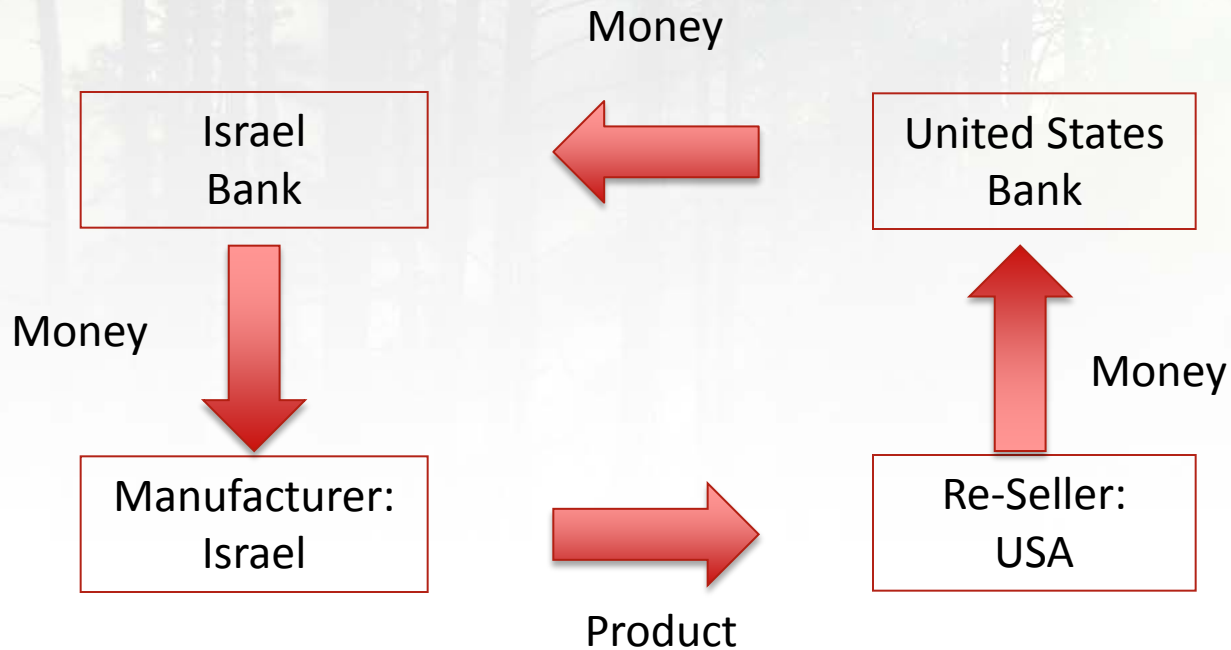 Money
Israel
Bank
United States
Bank
Money
Money
Manufacturer:
Israel
Re-Seller:
USA
Product